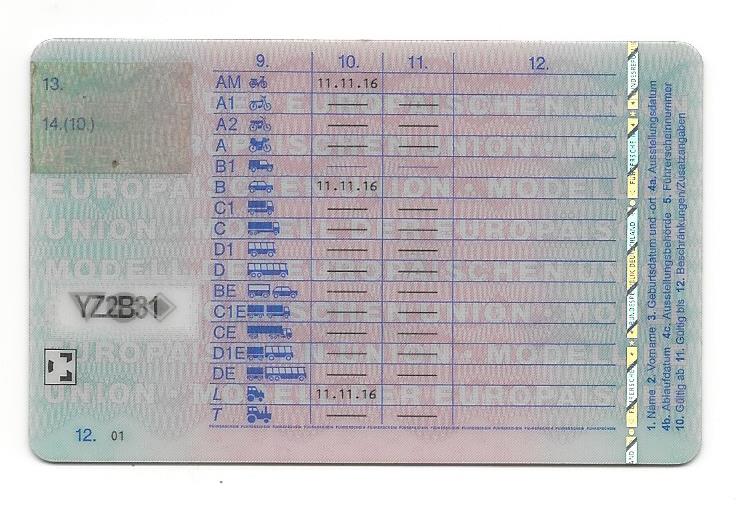 13.
14.(10.)
9. 10. 11. 12.
AM 11.11.16
A1 — —
A2 — —
A — —
B1 — —
B 11.11.16
C1 — —
C — —
D1 — —
D — —
BE — —
C1E — —
CE — —
D1E — —
DE — —
L 11.11.16
T — —
YZ2B31
12. 01
MODELL DER EUROPÄISCHEN UNION
BUNDESREPUBLIK DEUTSCHLAND
FÜHRERSCHEIN
1. Name 2. Vorname 3. Geburtsdatum und -ort 4a. Ausstellungsdatum
4b. Ablaufdatum 4c. Ausstellungsbehörde 5. Führerscheinnummer
10. Gültig ab 11. Gültig bis 12. Beschränkungen/Zusatzangaben